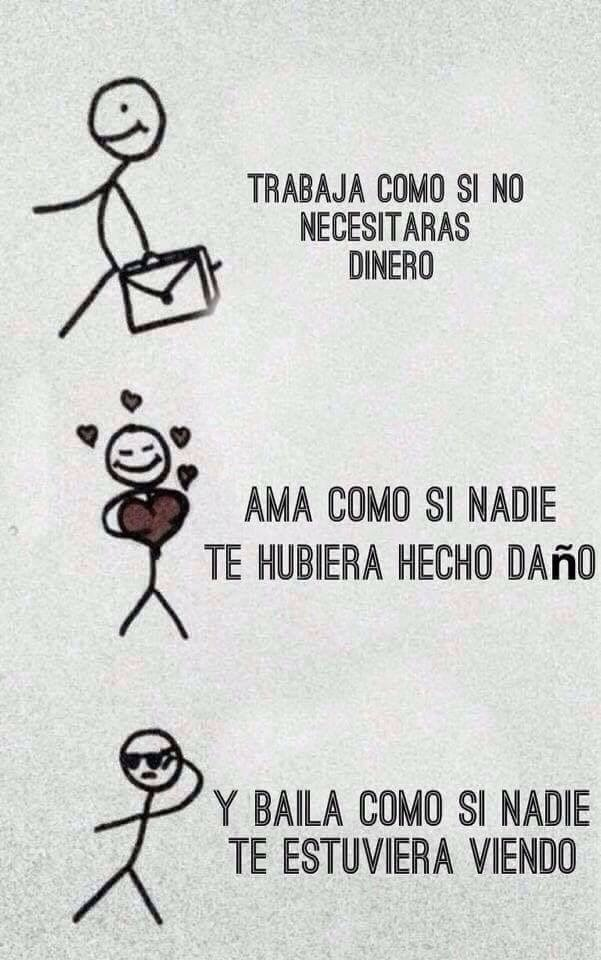 TRABAJA COMO SI NO
NECESITARAS
DINERO
AMA COMO SI NADIE
TE HUBIERA HECHO DAñO
Y BAILA COMO SI NADIE
TE ESTUVIERA VIENDO